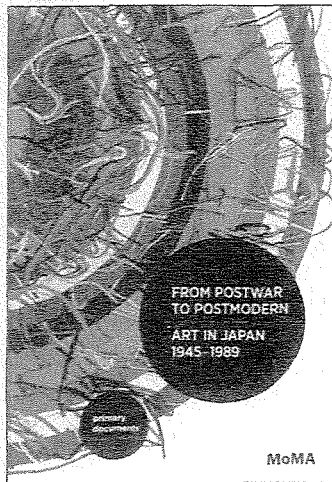 FROM POSTWAR
TO POSTMODERN
ART IN JAPAN
1945–1989
primary
documents
MoMA